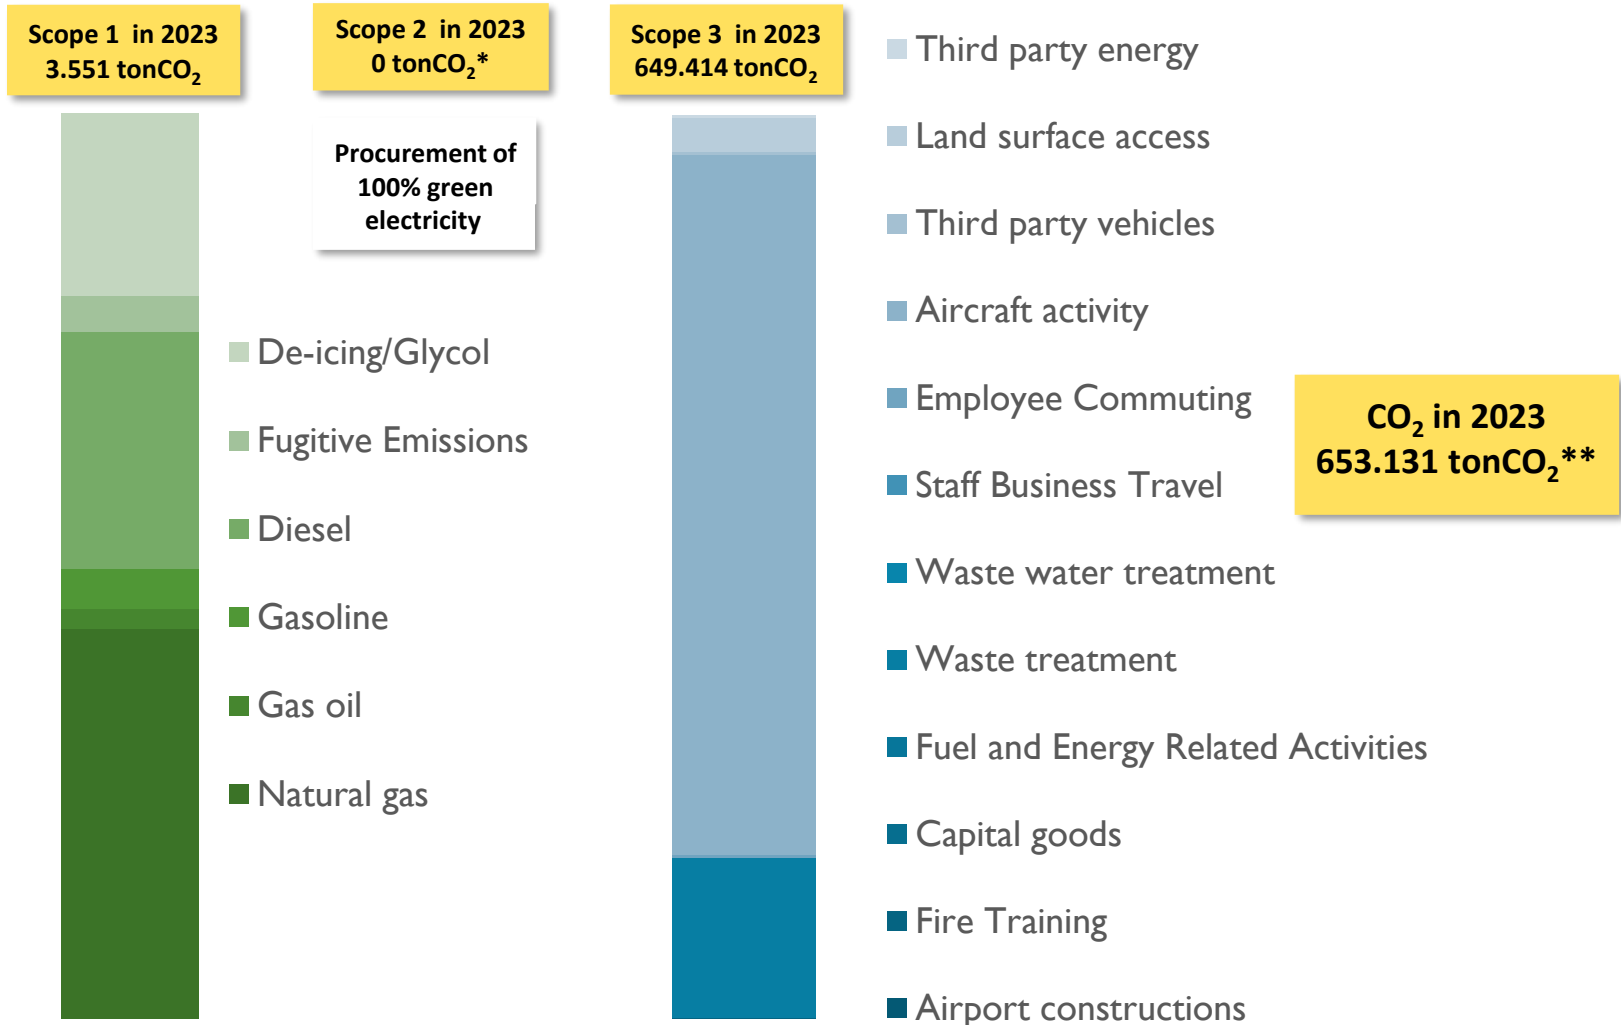 Scope 1 in 2023
3.551 tonCO₂
Scope 2 in 2023
0 tonCO₂*
Procurement of
100% green
electricity
Scope 3 in 2023
649.414 tonCO₂
De-icing/Glycol
Fugitive Emissions
Diesel
Gasoline
Gas oil
Natural gas
Third party energy
Land surface access
Third party vehicles
Aircraft activity
Employee Commuting
Staff Business Travel
Waste water treatment
Waste treatment
Fuel and Energy Related Activities
Capital goods
Fire Training
Airport constructions
CO₂ in 2023
653.131 tonCO₂**